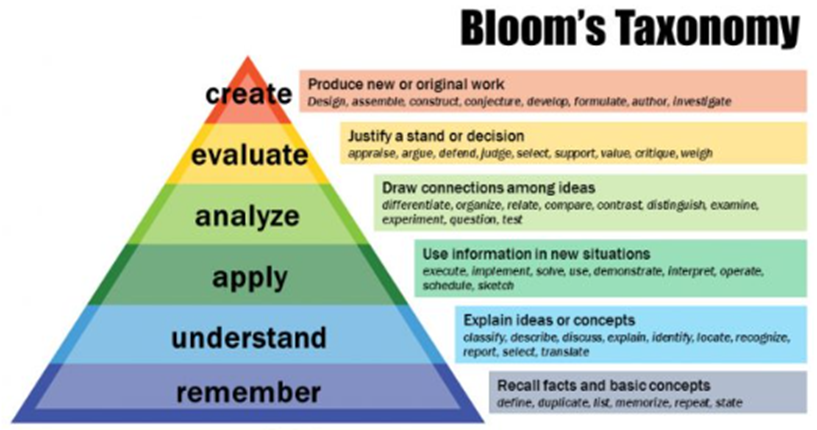 Bloom's Taxonomy
create
Produce new or original work
Design, assemble, construct, conjecture, develop, formulate, author, investigate
evaluate
Justify a stand or decision
appraise, argue, defend, judge, select, support, value, critique, weigh
analyze
Draw connections among ideas
differentiate, organize, relate, compare, contrast, distinguish, examine,
experiment, question, test
apply
Use information in new situations
execute, implement, solve, use, demonstrate, interpret, operate,
schedule, sketch
understand
Explain ideas or concepts
classify, describe, discuss, explain, identify, locate, recognize,
report, select, translate
remember
Recall facts and basic concepts
define, duplicate, list, memorize, repeat, state